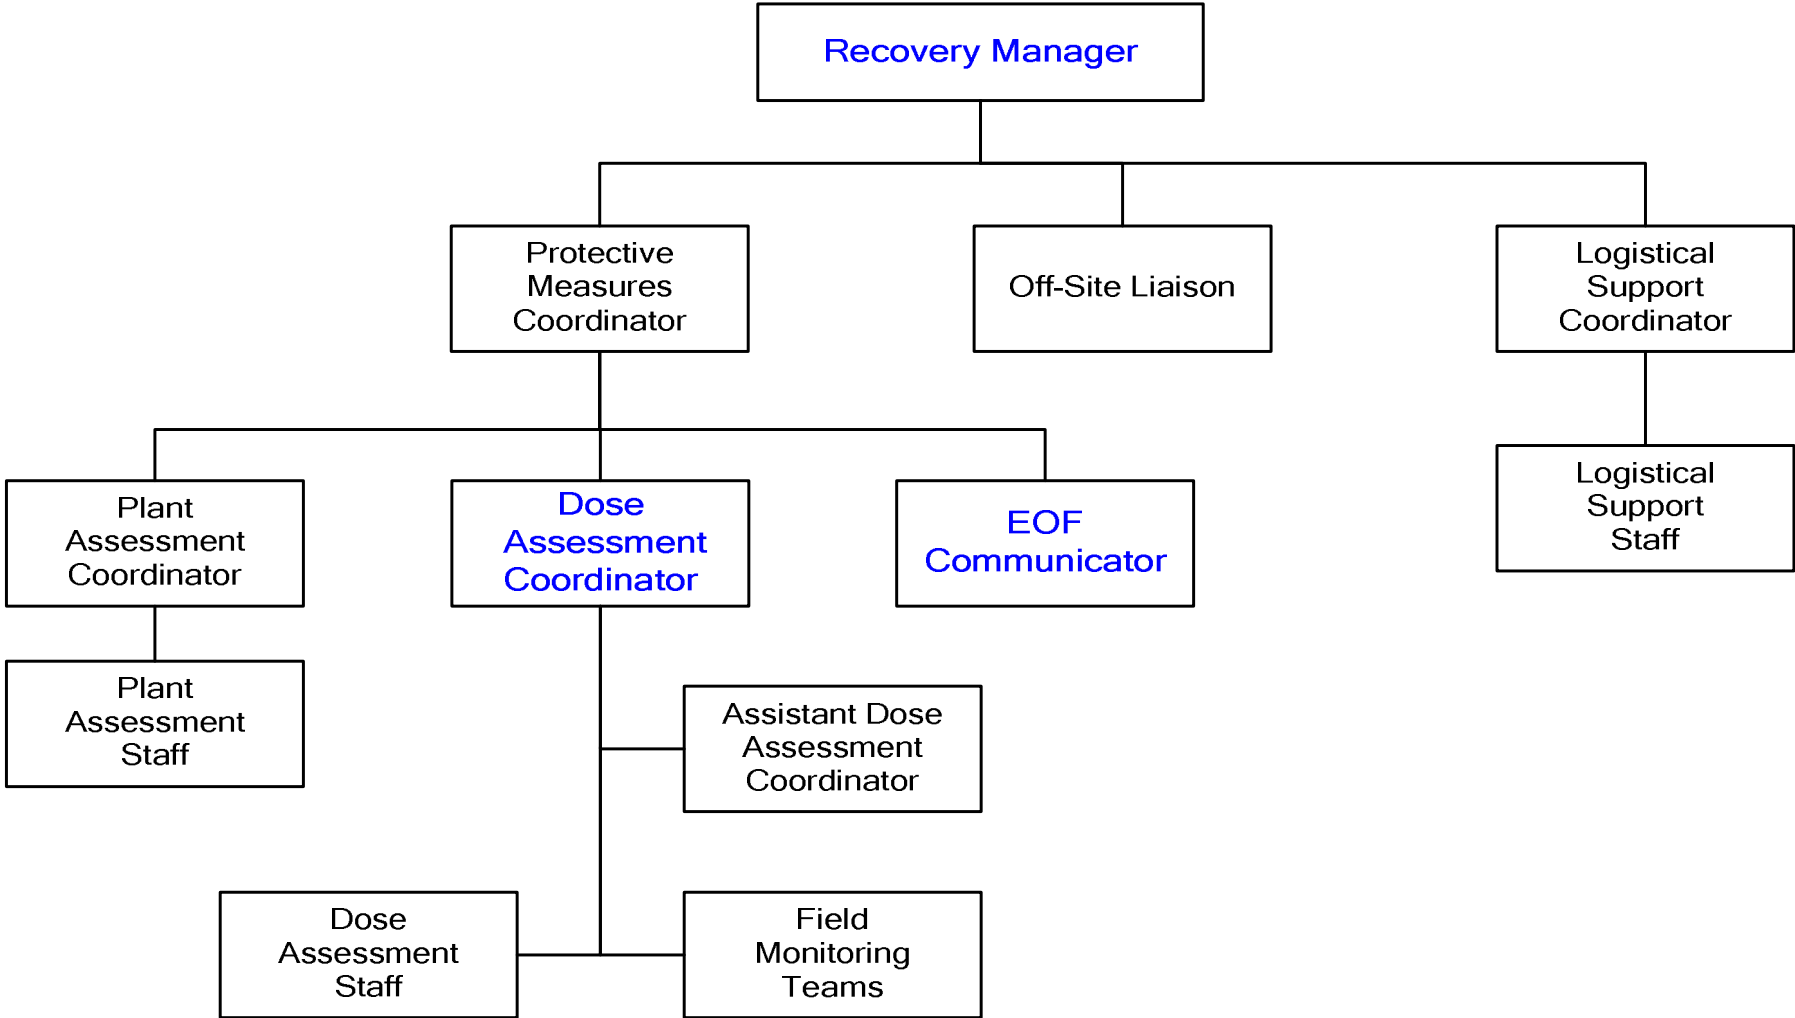 Recovery Manager
Protective
Measures
Coordinator
Off-Site Liaison
Logistical
Support
Coordinator
Plant
Assessment
Coordinator
Dose
Assessment
Coordinator
EOF
Communicator
Logistical
Support
Staff
Plant
Assessment
Staff
Assistant Dose
Assessment
Coordinator
Dose
Assessment
Staff
Field
Monitoring
Teams